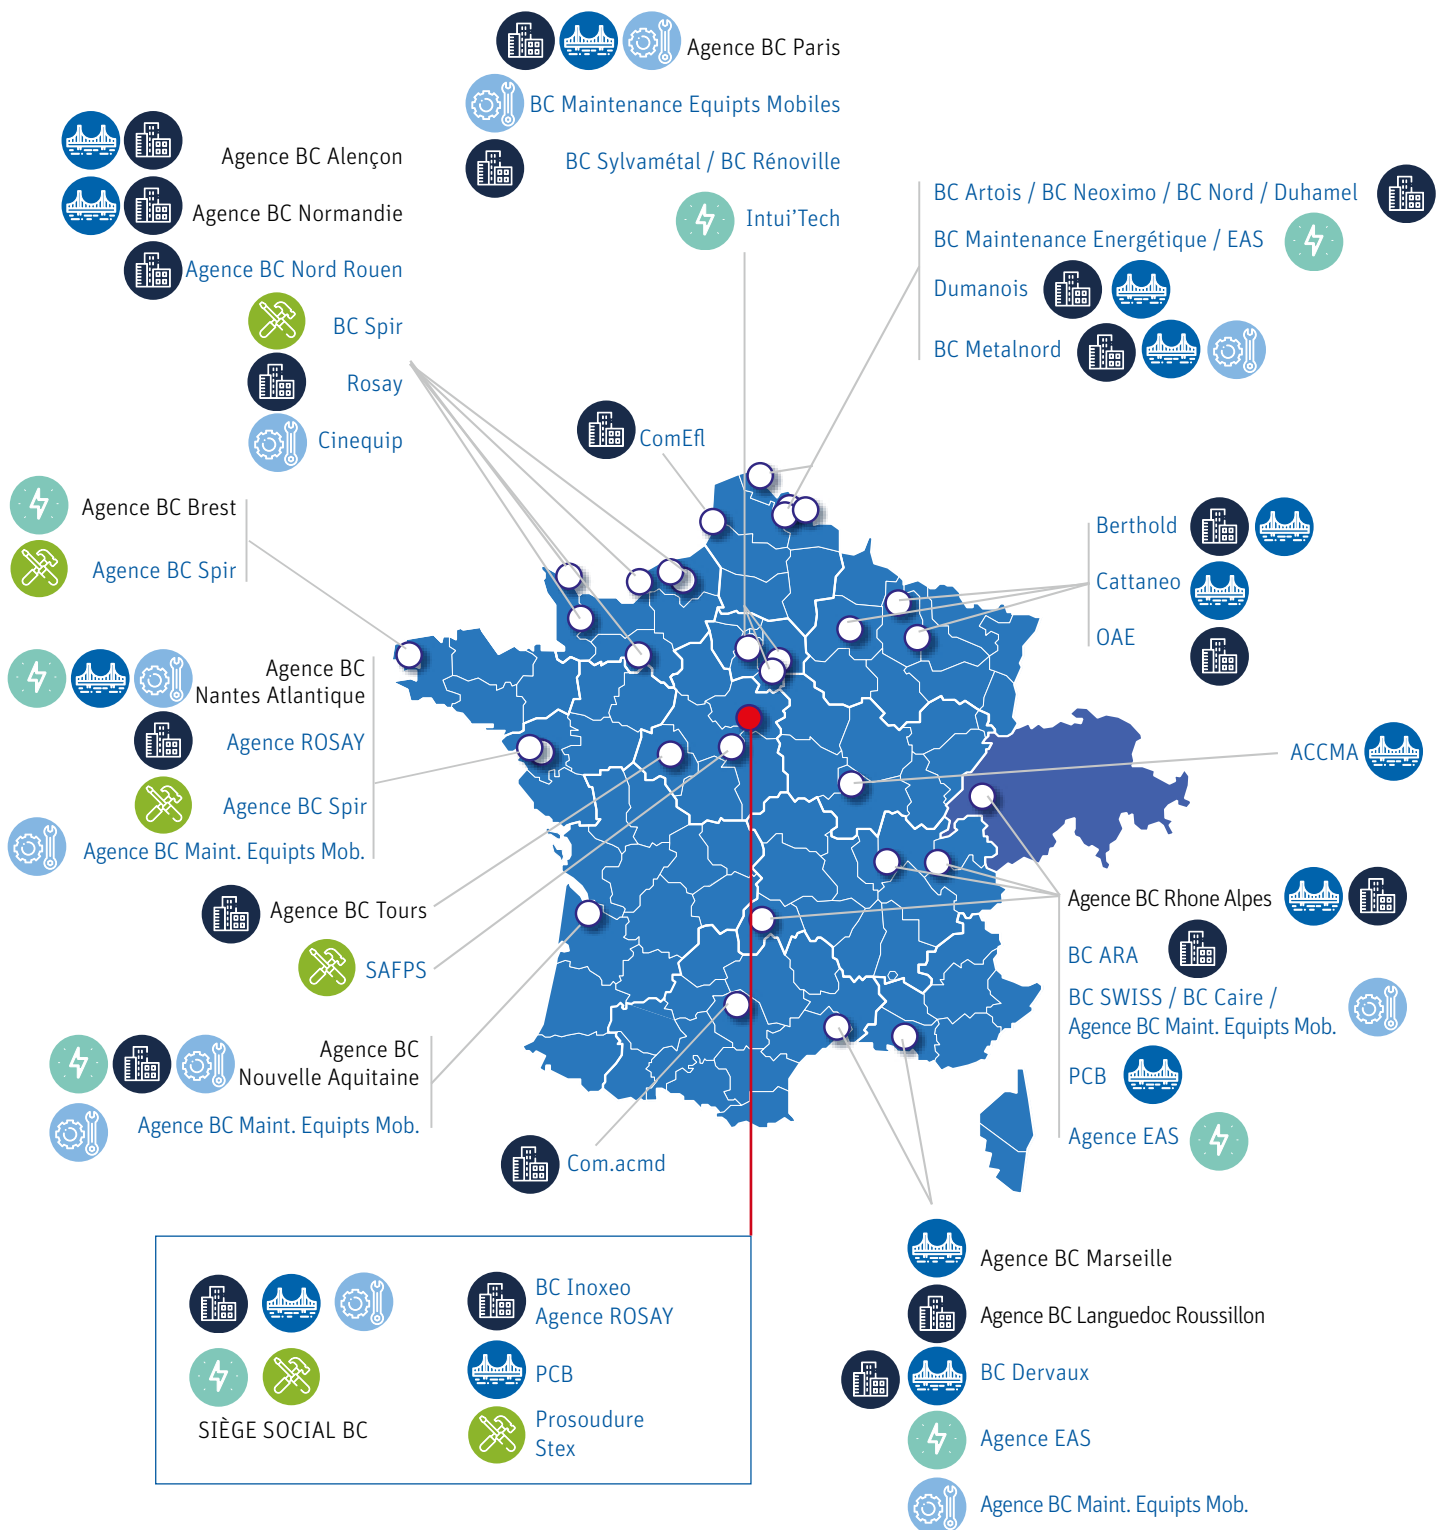 Agence BC Paris
BC Maintenance Equipts Mobiles
BC Sylvamétal / BC Rénoville
Intui'Tech
Agence BC Alençon
Agence BC Normandie
Agence BC Nord Rouen
BC Spir
Rosay
Cinequip
BC Artois / BC Neoximo / BC Nord / Duhamel
BC Maintenance Energétique / EAS
Dumanois
BC Metalnord
ComEfl
Agence BC Brest
Agence BC Spir
Berthold
Cattaneo
OAE
Agence BC
Nantes Atlantique
Agence ROSAY
Agence BC Spir
Agence BC Maint. Equipts Mob.
ACCMA
Agence BC Tours
SAFPS
Agence BC Rhone Alpes
BC ARA
BC SWISS / BC Caire /
Agence BC Maint. Equipts Mob.
PCB
Agence EAS
Agence BC
Nouvelle Aquitaine
Agence BC Maint. Equipts Mob.
Com.acmd
SIÈGE SOCIAL BC
BC Inoxeo
Agence ROSAY
PCB
Prosoudure
Stex
Agence BC Marseille
Agence BC Languedoc Roussillon
BC Dervaux
Agence EAS
Agence BC Maint. Equipts Mob.